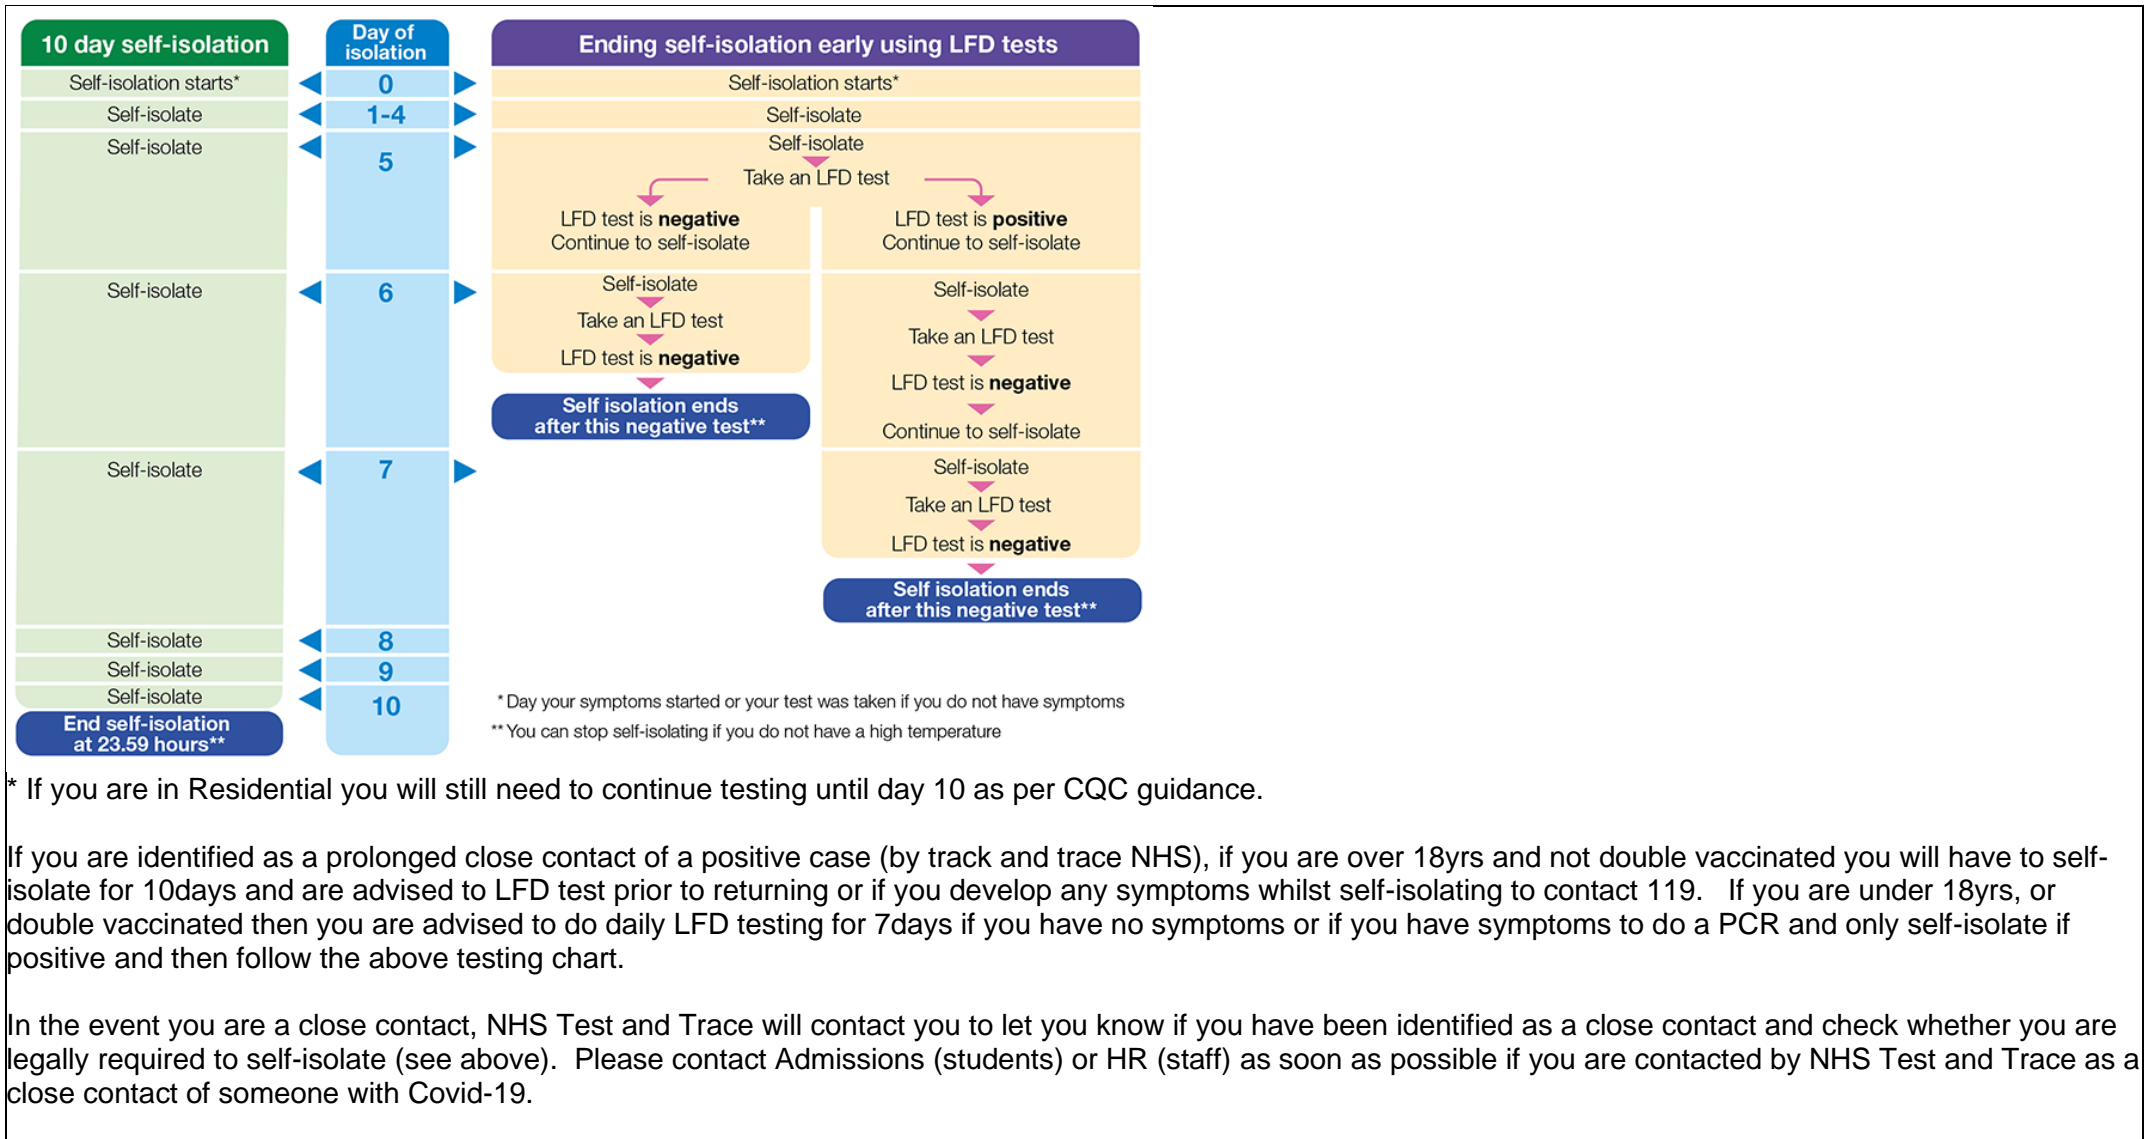 10 day self-isolation
Day of
isolation
Ending self-isolation early using LFD tests
Self-isolation starts*
0
Self-isolation starts*
Self-isolate
1-4
Self-isolate
Self-isolate
5
Self-isolate
Take an LFD test
LFD test is negative
Continue to self-isolate
LFD test is positive
Continue to self-isolate
Self-isolate
6
Self-isolate
Take an LFD test
LFD test is negative
Self isolation ends
after this negative test**
Self-isolate
Take an LFD test
LFD test is negative
Continue to self-isolate
Self-isolate
7
Self-isolate
Take an LFD test
LFD test is negative
Self isolation ends
after this negative test**
Self-isolate
8
Self-isolate
9
Self-isolate
10
End self-isolation
at 23.59 hours**
* Day your symptoms started or your test was taken if you do not have symptoms
** You can stop self-isolating if you do not have a high temperature
* If you are in Residential you will still need to continue testing until day 10 as per CQC guidance.
If you are identified as a prolonged close contact of a positive case (by track and trace NHS), if you are over 18yrs and not double vaccinated you will have to self-
isolate for 10days and are advised to LFD test prior to returning or if you develop any symptoms whilst self-isolating to contact 119.   If you are under 18yrs, or
double vaccinated then you are advised to do daily LFD testing for 7days if you have no symptoms or if you have symptoms to do a PCR and only self-isolate if
positive and then follow the above testing chart.
In the event you are a close contact, NHS Test and Trace will contact you to let you know if you have been identified as a close contact and check whether you are
legally required to self-isolate (see above).  Please contact Admissions (students) or HR (staff) as soon as possible if you are contacted by NHS Test and Trace as a
close contact of someone with Covid-19.